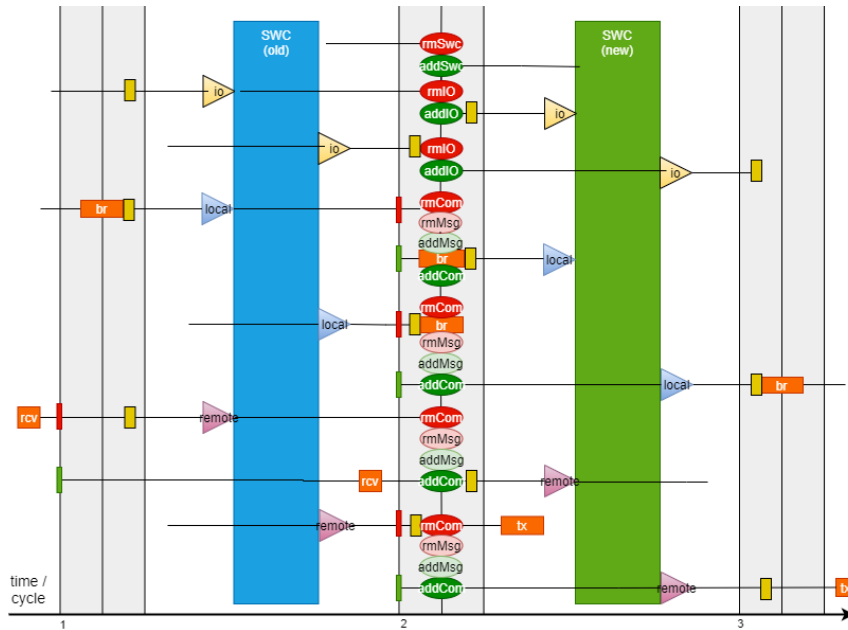 SWC
(old)
SWC
(new)
rmSwc
addSwc
io
rmIO
addIO
io
io
rmIO
addIO
io
br
local
rmCom
rmMsg
addMsg
br
local
addCom
rmCom
local
br
rmMsg
addMsg
addCom
local
br
rcv
remote
rmCom
rmMsg
addMsg
rcv
addCom
remote
remote
rmCom
tx
rmMsg
addMsg
addCom
remote
tx
time /
cycle
1
2
3